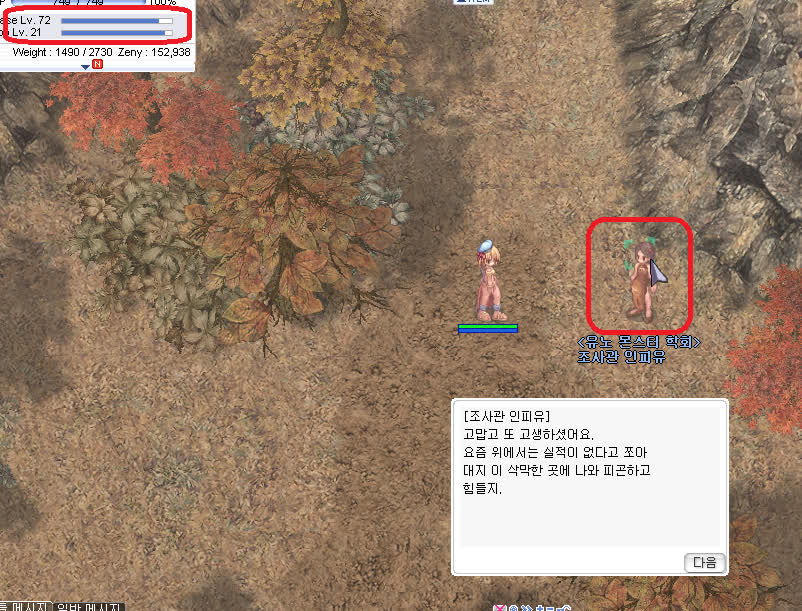 749 / 749 100%
ase Lv. 72
Lv. 21
Weight : 1490 / 2730 Zeny : 152,938
N
<유노 몬스터 학회>
조사관 인피유
[조사관 인피유]
고맙고 또 고생하셨어요.
요즘 위에서는 실적이 없다고 쪼아
대지 이 삭막한 곳에 나와 피곤하고
힘들지.
다음
메시지 일반 메시지